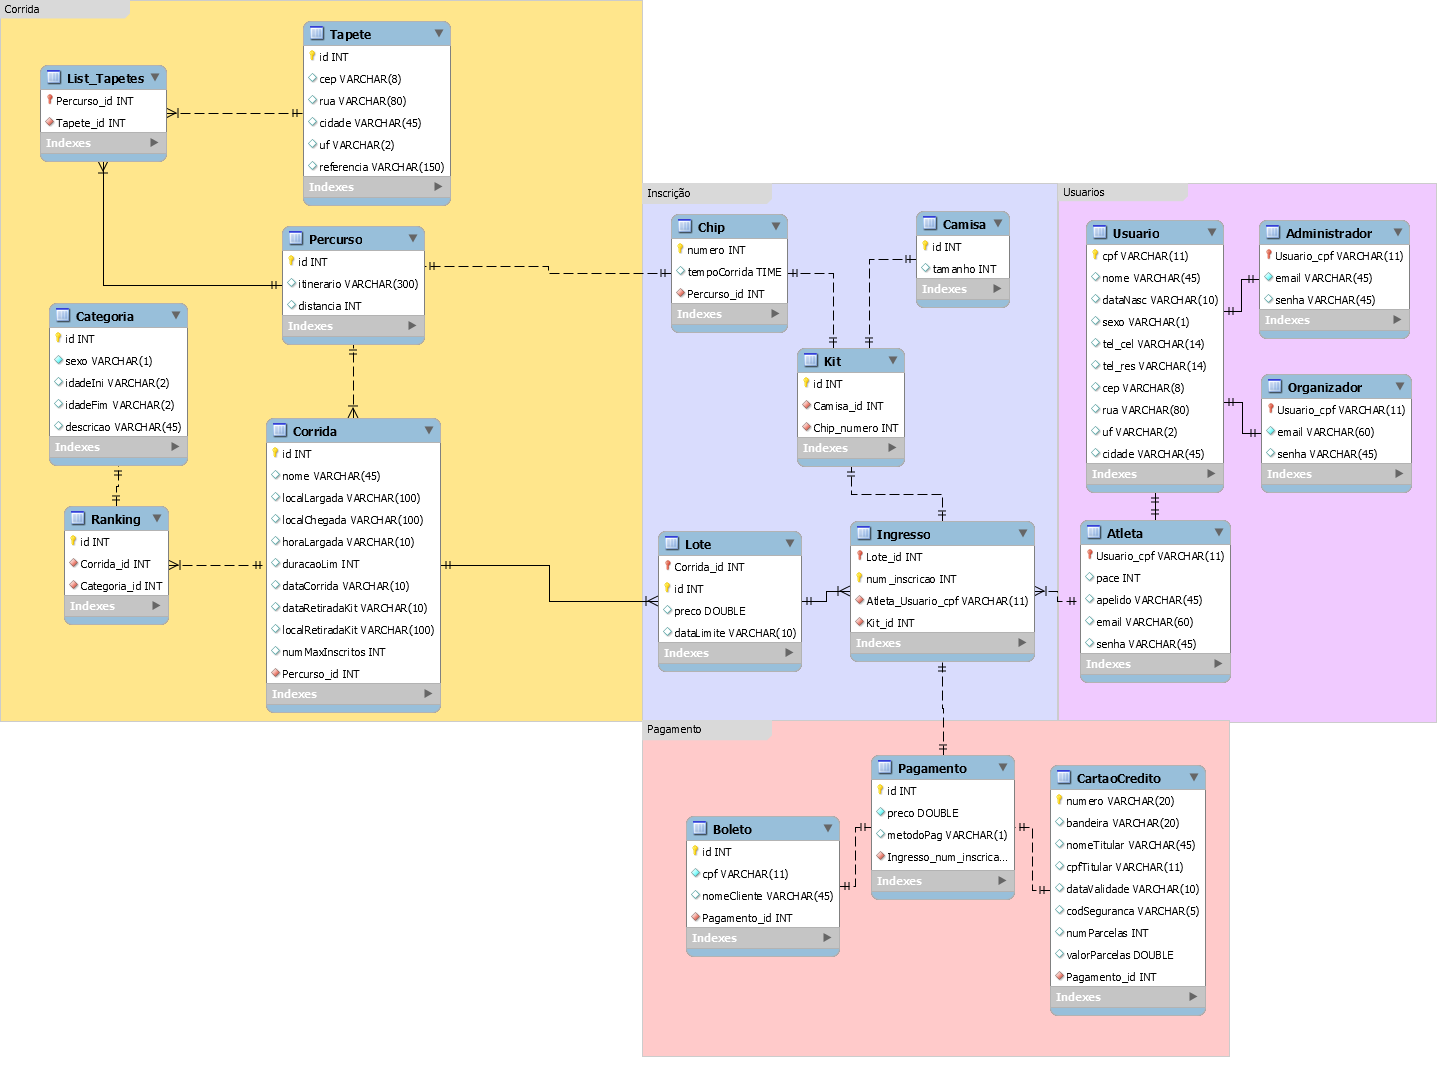 Corrida
Tapete
id INT
cep VARCHAR(8)
rua VARCHAR(80)
cidade VARCHAR(45)
uf VARCHAR(2)
referencia VARCHAR(150)
Indexes
List_Tapetes
Percurso_id INT
Tapete_id INT
Indexes
Percurso
id INT
itinerario VARCHAR(300)
distancia INT
Indexes
Categoria
id INT
sexo VARCHAR(1)
idadeIni VARCHAR(2)
idadeFim VARCHAR(2)
descricao VARCHAR(45)
Indexes
Ranking
id INT
Corrida_id INT
Categoria_id INT
Indexes
Corrida
id INT
nome VARCHAR(45)
localLargada VARCHAR(100)
localChegada VARCHAR(100)
horaLargada VARCHAR(10)
duracaoLim INT
dataCorrida VARCHAR(10)
dataRetiradaKit VARCHAR(10)
localRetiradaKit VARCHAR(100)
numMaxInscritos INT
Percurso_id INT
Indexes
Inscrição
Chip
numero INT
tempoCorrida TIME
Percurso_id INT
Indexes
Camisa
id INT
tamanho INT
Indexes
Kit
id INT
Camisa_id INT
Chip_numero INT
Indexes
Lote
Corrida_id INT
id INT
preco DOUBLE
dataLimite VARCHAR(10)
Indexes
Ingresso
Lote_id INT
num_inscricao INT
Atleta_Usuario_cpf VARCHAR(11)
Kit_id INT
Indexes
Usuarios
Usuario
cpf VARCHAR(11)
nome VARCHAR(45)
dataNasc VARCHAR(10)
sexo VARCHAR(1)
tel_cel VARCHAR(14)
tel_res VARCHAR(14)
cep VARCHAR(8)
rua VARCHAR(80)
uf VARCHAR(2)
cidade VARCHAR(45)
Indexes
Administrador
Usuario_cpf VARCHAR(11)
email VARCHAR(45)
senha VARCHAR(45)
Indexes
Organizador
Usuario_cpf VARCHAR(11)
email VARCHAR(60)
senha VARCHAR(45)
Indexes
Atleta
Usuario_cpf VARCHAR(11)
pace INT
apelido VARCHAR(45)
email VARCHAR(60)
senha VARCHAR(45)
Indexes
Pagamento
Pagamento
id INT
preco DOUBLE
metodoPag VARCHAR(1)
Ingresso_num_inscrica...
Indexes
Boleto
id INT
cpf VARCHAR(11)
nomeCliente VARCHAR(45)
Pagamento_id INT
Indexes
CartaoCredito
numero VARCHAR(20)
bandeira VARCHAR(20)
nomeTitular VARCHAR(45)
cpfTitular VARCHAR(11)
dataValidade VARCHAR(10)
codSeguranca VARCHAR(5)
numParcelas INT
valorParcelas DOUBLE
Pagamento_id INT
Indexes